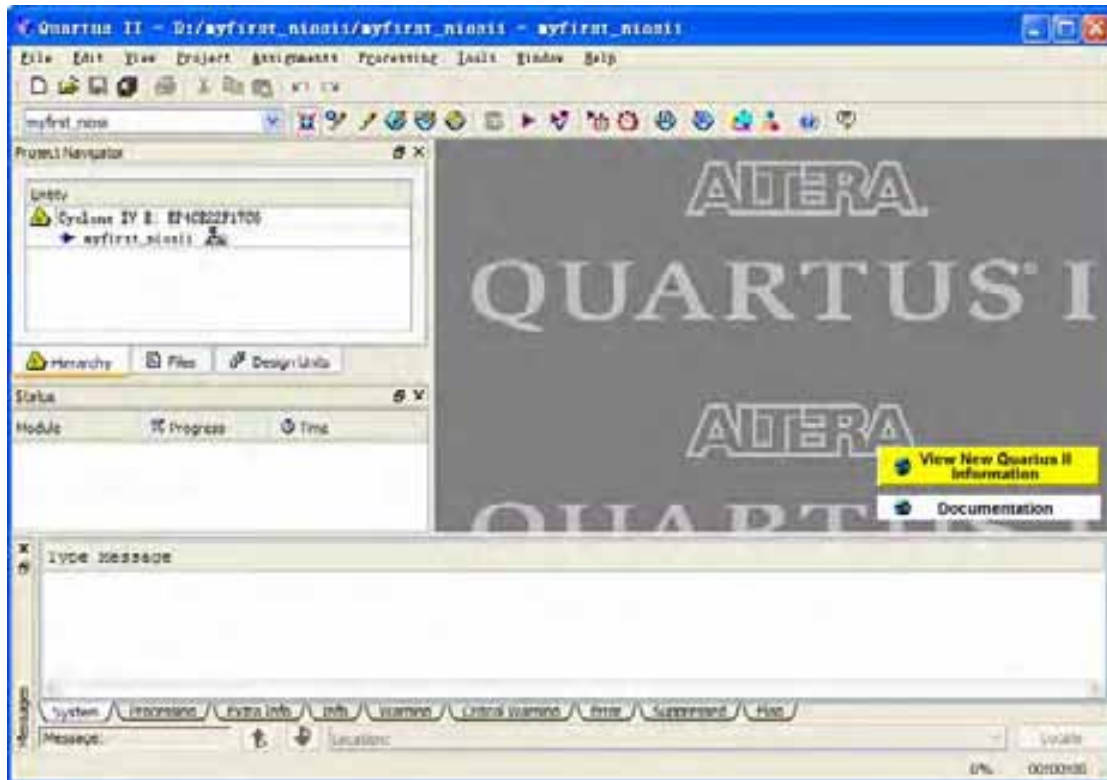 Quartus II - D:/myfirst_niosii/myfirst_niosii - myfirst_niosii
File Edit View Project Assignments Processing Tools Window Help
myfirst_niosii
Project Navigator
Entity
Cyclone IV E: EP4CE22F17C6
myfirst_niosii
Hierarchy Files Design Units
Status
Module Progress Time
ALTERA
QUARTUS II
ALTERA
View New Quartus II
Information
Documentation
Type Message
System Processing Extra Info Info Warning Critical Warning Error Suppressed Flag
Messages
Message: Location: Locate
0% 00:00:00